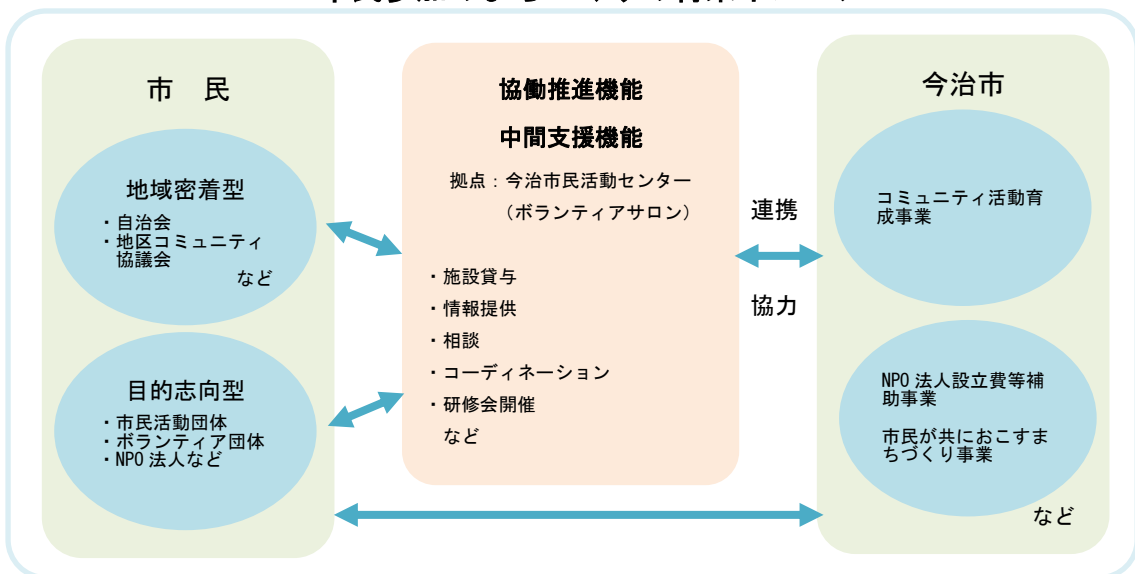 市　民
地域密着型
・自治会
・地区コミュニティ
協議会
など
目的志向型
・市民活動団体
・ボランティア団体
・NPO 法人など
協働推進機能
中間支援機能
拠点：今治市民活動センター
（ボランティアサロン）
・施設貸与
・情報提供
・相談
・コーディネーション
・研修会開催
など
連携
協力
今治市
コミュニティ活動育
成事業
NPO 法人設立費等補
助事業
市民が共におこすま
ちづくり事業
など